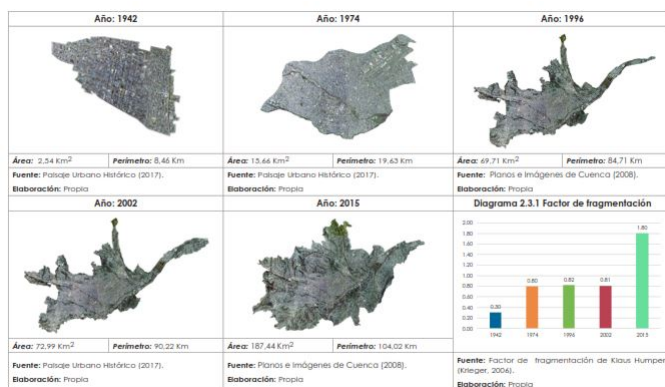 Año: 1942
Año: 1974
Año: 1996
Área: 2,54 Km²
Perímetro: 8,46 Km
Área: 15,66 Km²
Perímetro: 19,63 Km
Área: 69,71 Km²
Perímetro: 84,71 Km
Fuente: Paisaje Urbano Histórico (2017).
Elaboración: Propia
Fuente: Paisaje Urbano Histórico (2017).
Elaboración: Propia
Fuente: Planos e Imágenes de Cuenca (2008).
Elaboración: Propia
Año: 2002
Año: 2015
Diagrama 2.3.1 Factor de fragmentación
2.00
1.80
1.60
1.40
1.20
1.00
0.80
0.60
0.40
0.20
0.00
0.30
0.80
0.82
0.81
1.80
1942
1974
1996
2002
2015
Área: 72,99 Km²
Perímetro: 90,22 Km
Área: 187,44 Km²
Perímetro: 104,02 Km
Fuente: Paisaje Urbano Histórico (2017).
Elaboración: Propia
Fuente: Planos e Imágenes de Cuenca (2008).
Elaboración: Propia
Fuente: Factor de fragmentación de Klaus Humper
(Krieger, 2006).
Elaboración: Propia